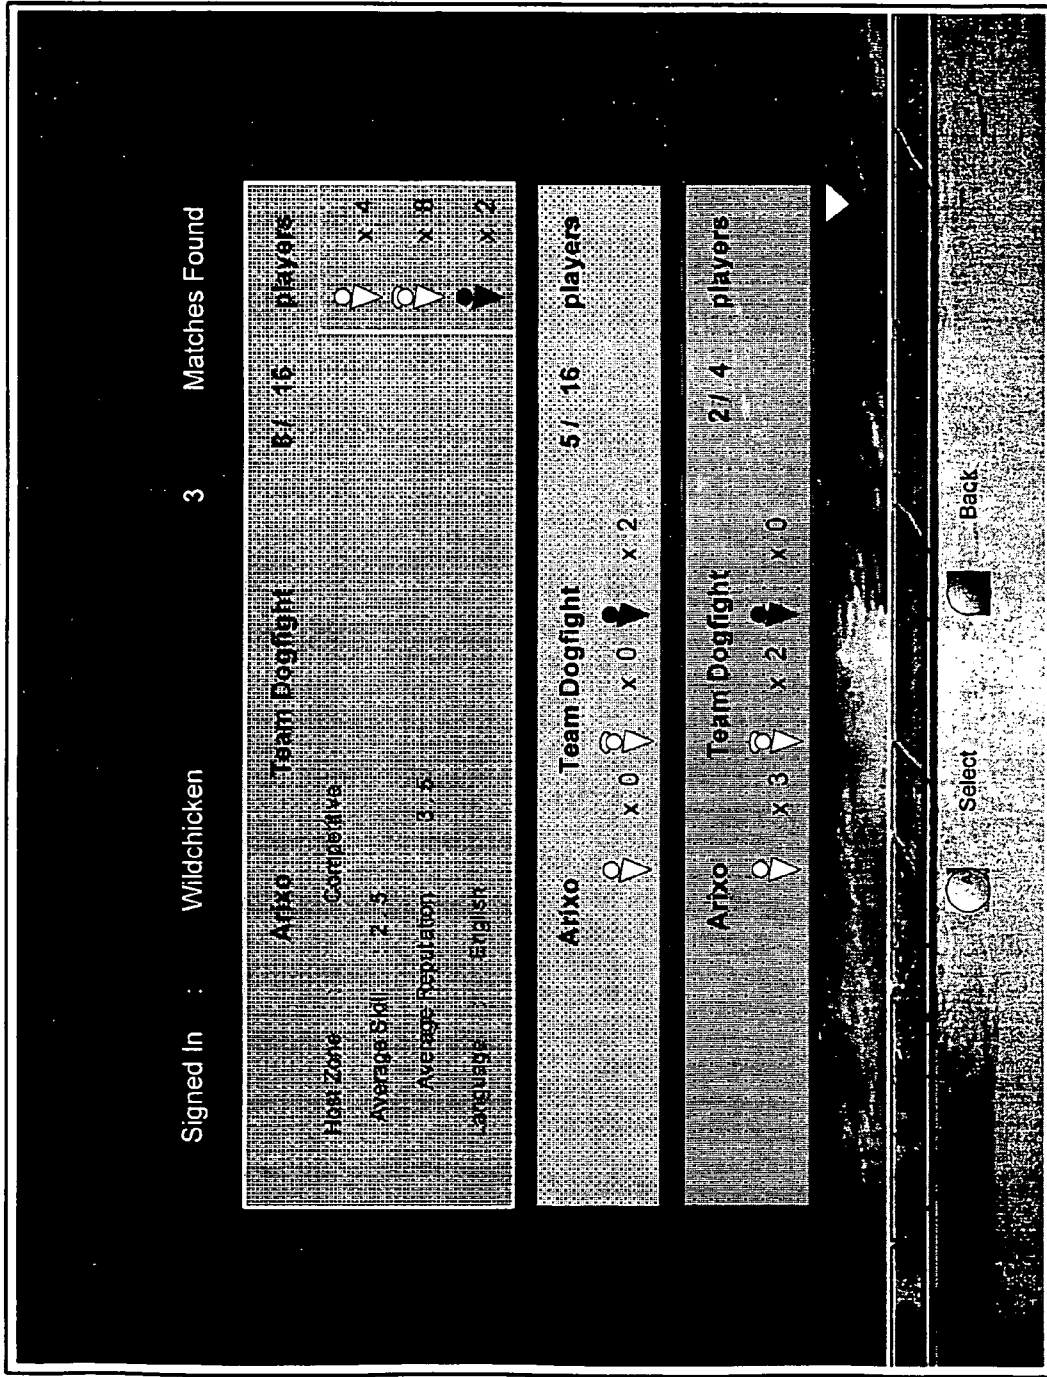 Signed In : Wildchicken 3 Matches Found
Arixo Team Dogfight 8 / 16 players
Host Zone : Competitive x 4
Average Skill : 2.5 x 8
Average Reputation : 3.5
Language : English x 2
Arixo Team Dogfight 5 / 16 players
x 0 x 0 x 2
Arixo Team Dogfight 2 / 4 players
x 3 x 2 x 0
Select Back